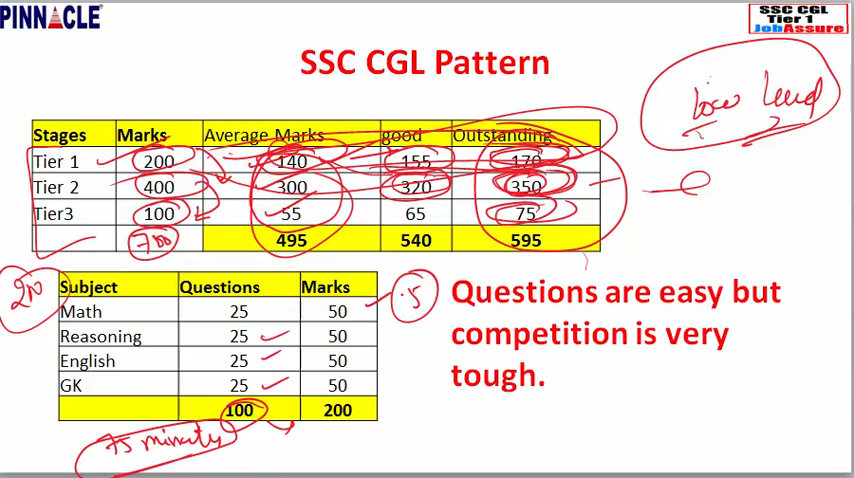 PINNACLE
SSC CGL
Tier 1
JobAssure
SSC CGL Pattern
low level
Stages Marks Average Marks good Outstanding
Tier 1 200 140 155 170
Tier 2 400 300 320 350
Tier3 100 55 65 75
700 495 540 595
200
Subject Questions Marks
Math 25 50
.5
Reasoning 25 50
English 25 50
GK 25 50
100 200
75 minutes
Questions are easy but
competition is very
tough.